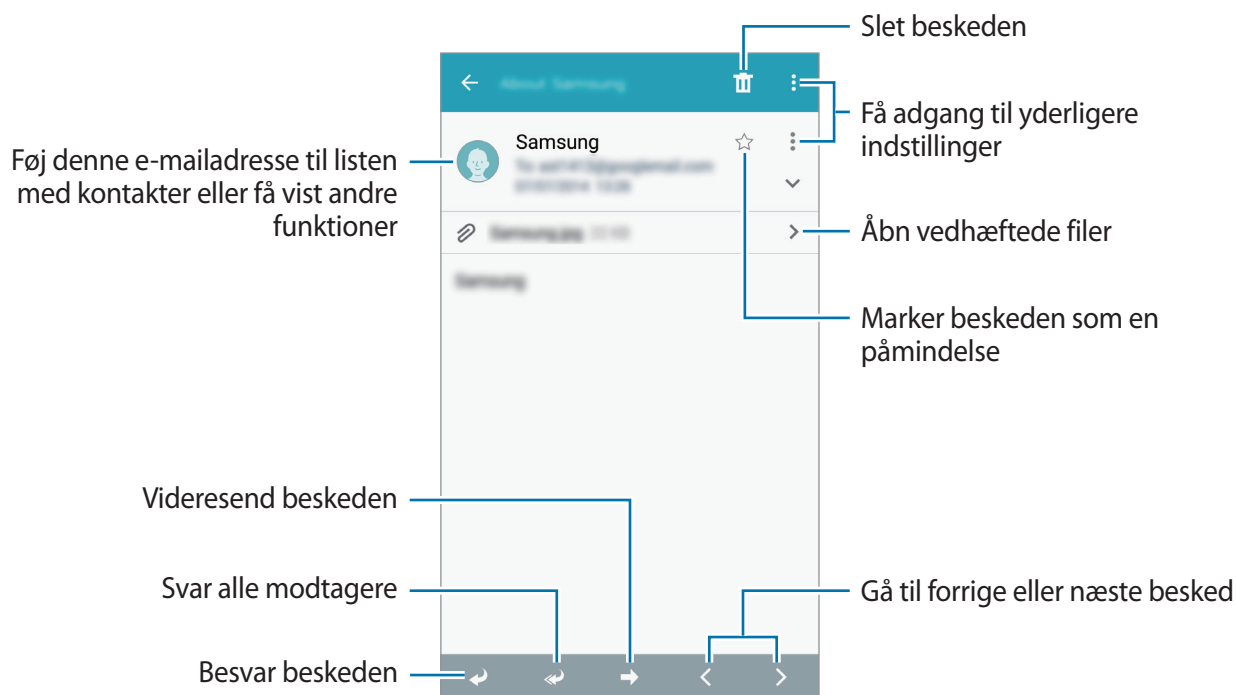 Slet beskeden
Få adgang til yderligere
indstillinger
Samsung
Føj denne e-mailadresse til listen
med kontakter eller få vist andre
funktioner
Åbn vedhæftede filer
Marker beskeden som en
påmindelse
Videresend beskeden
Svar alle modtagere
Gå til forrige eller næste besked
Besvar beskeden